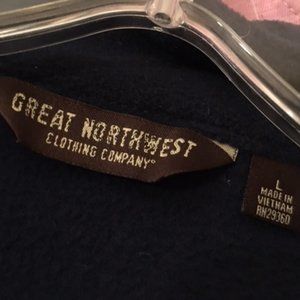 GREAT NORTHWEST
CLOTHING COMPANY®
L
MADE IN
VIETNAM
RN29360